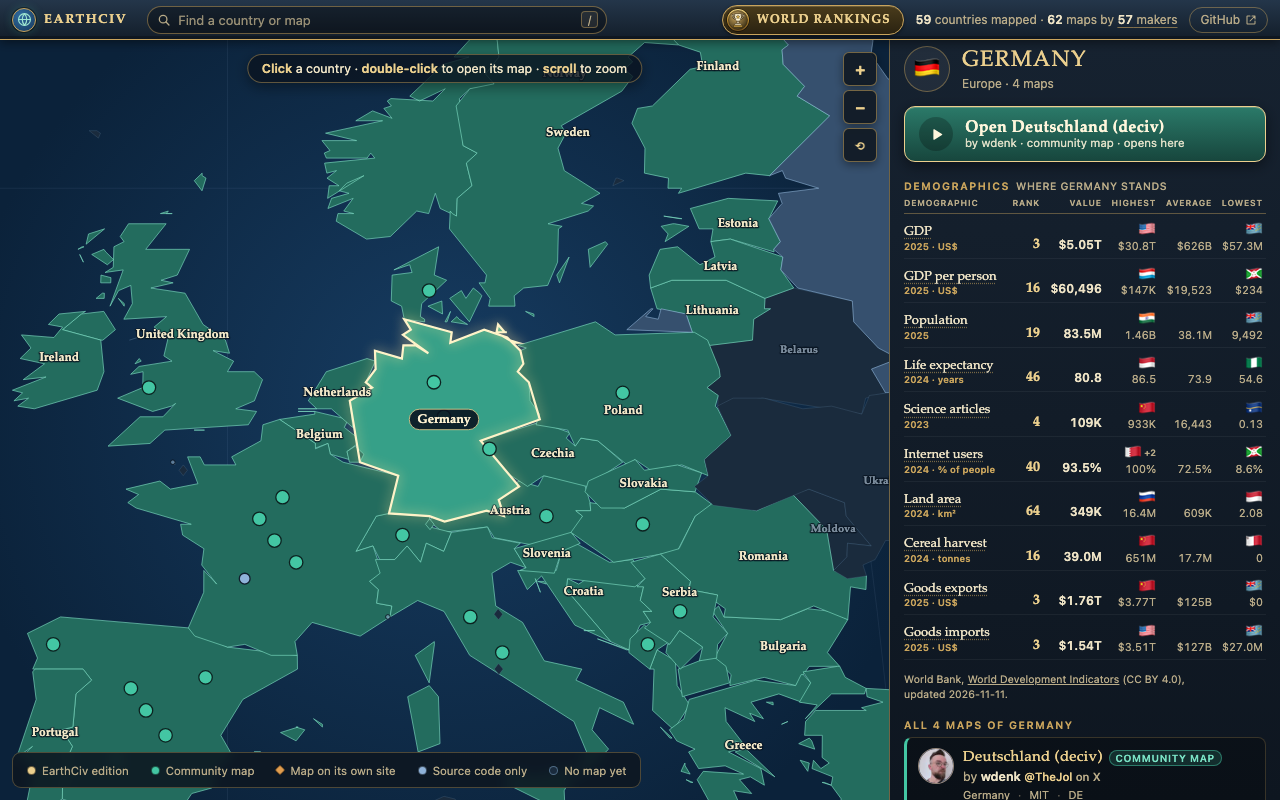 EARTHCIV
Find a country or map
/
WORLD RANKINGS
59 countries mapped · 62 maps by 57 makers
GitHub
Click a country · double-click to open its map · scroll to zoom
+
−
Norway
Finland
Sweden
Estonia
Latvia
Lithuania
United Kingdom
Ireland
Belarus
Netherlands
Germany
Poland
Belgium
Czechia
Slovakia
Ukra
Austria
Moldova
Slovenia
Romania
Croatia
Serbia
Bulgaria
Portugal
Greece
EarthCiv edition
Community map
Map on its own site
Source code only
No map yet
GERMANY
Europe · 4 maps
Open Deutschland (deciv)
by wdenk · community map · opens here
DEMOGRAPHICS WHERE GERMANY STANDS
DEMOGRAPHIC RANK VALUE HIGHEST AVERAGE LOWEST
GDP
2025 · US$ 3 $5.05T $30.8T $626B $57.3M
GDP per person
2025 · US$ 16 $60,496 $147K $19,523 $234
Population
2025 19 83.5M 1.46B 38.1M 9,492
Life expectancy
2024 · years 46 80.8 86.5 73.9 54.6
Science articles
2023 4 109K 933K 16,443 0.13
Internet users +2
2024 · % of people 40 93.5% 100% 72.5% 8.6%
Land area
2024 · km² 64 349K 16.4M 609K 2.08
Cereal harvest
2024 · tonnes 16 39.0M 651M 17.7M 0
Goods exports
2025 · US$ 3 $1.76T $3.77T $125B $0
Goods imports
2025 · US$ 3 $1.54T $3.51T $127B $27.0M
World Bank, World Development Indicators (CC BY 4.0),
updated 2026-11-11.
ALL 4 MAPS OF GERMANY
Deutschland (deciv) COMMUNITY MAP
by wdenk @TheJol on X
Germany · MIT · DE